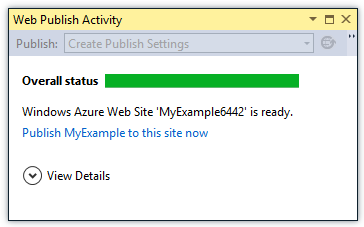 Web Publish Activity
Publish: Create Publish Settings
Overall status
Windows Azure Web Site 'MyExample6442' is ready.
Publish MyExample to this site now
View Details